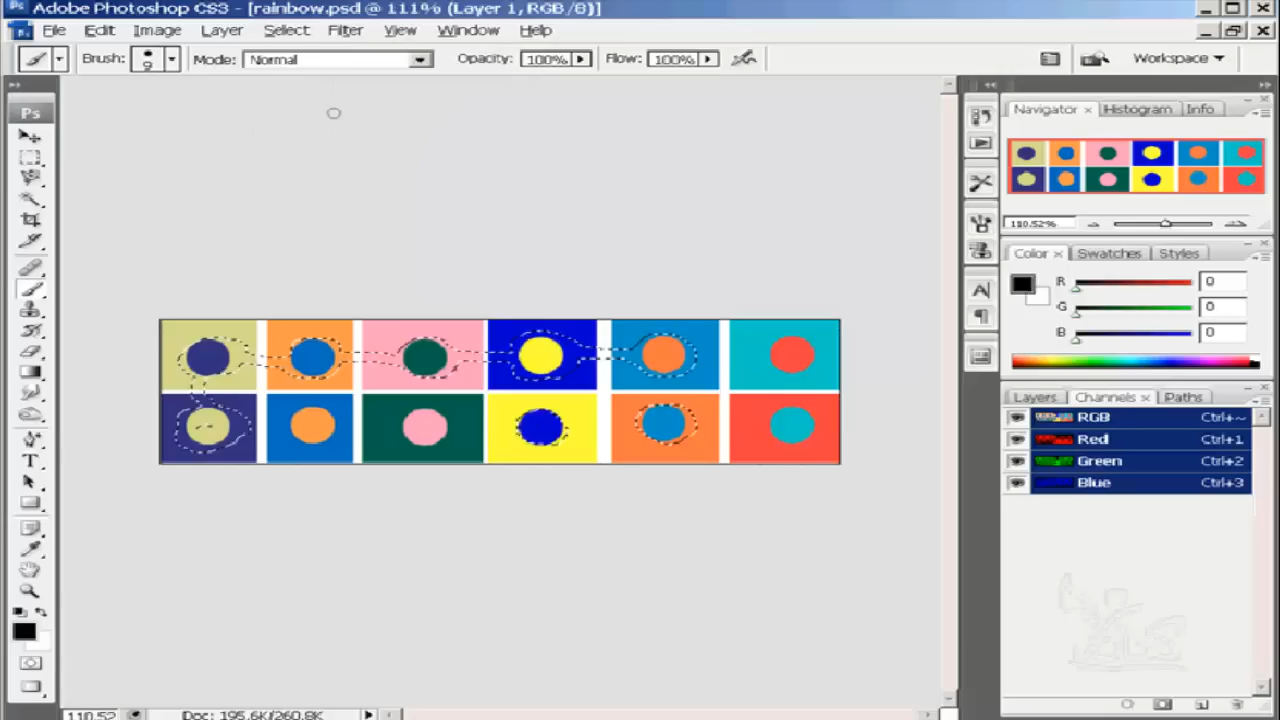 Adobe Photoshop CS3 - [rainbow.psd @ 111% (Layer 1,RGB/8)]
File Edit Image Layer Select Filter View Window Help
Brush: 9 Mode: Normal Opacity: 100% Flow: 100% Workspace
Ps
Navigator Histogram Info
110.52%
Color Swatches Styles
R 0
G 0
B 0
Layers Channels Paths
RGB Ctrl+~
Red Ctrl+1
Green Ctrl+2
Blue Ctrl+3
110.52 Doc: 195.6K/260.8K